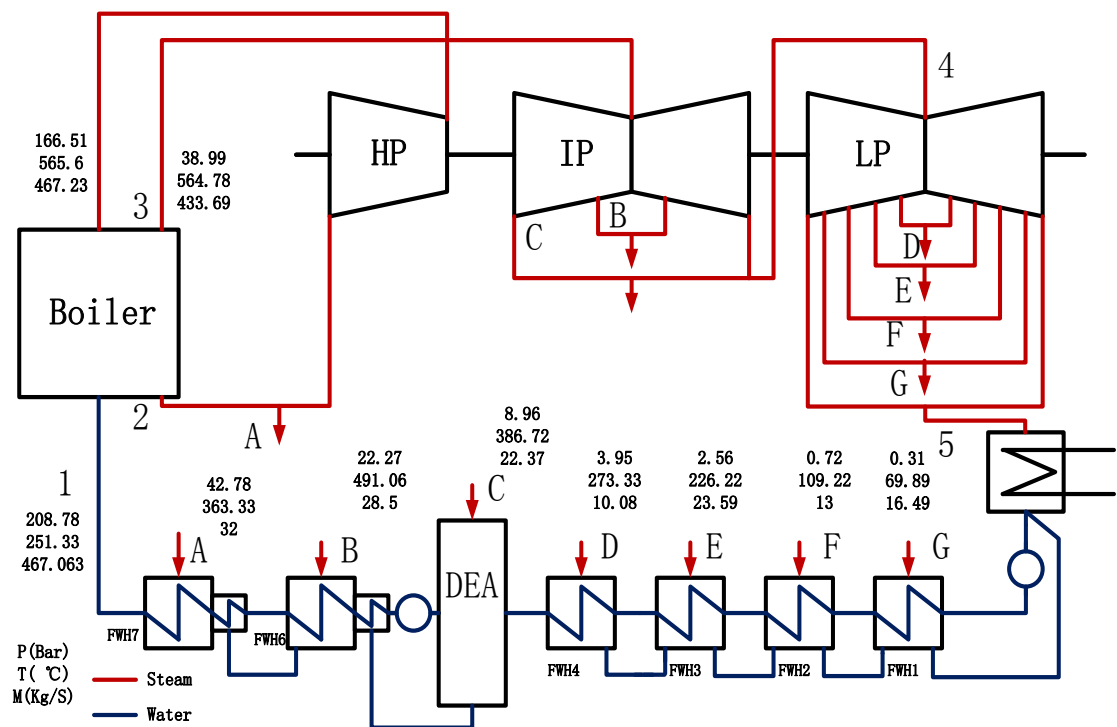 4
HP
IP
LP
166.51
565.6
467.23
38.99
564.78
433.69
3
B
C
D
E
F
G
Boiler
2
A
5
1
208.78
251.33
467.063
42.78
363.33
32
22.27
491.06
28.5
8.96
386.72
22.37
3.95
273.33
10.08
2.56
226.22
23.59
0.72
109.22
13
0.31
69.89
16.49
A
B
C
D
E
F
G
DEA
FWH7
FWH6
FWH4
FWH3
FWH2
FWH1
P(Bar)
T( ℃)
M(Kg/S)
Steam
Water